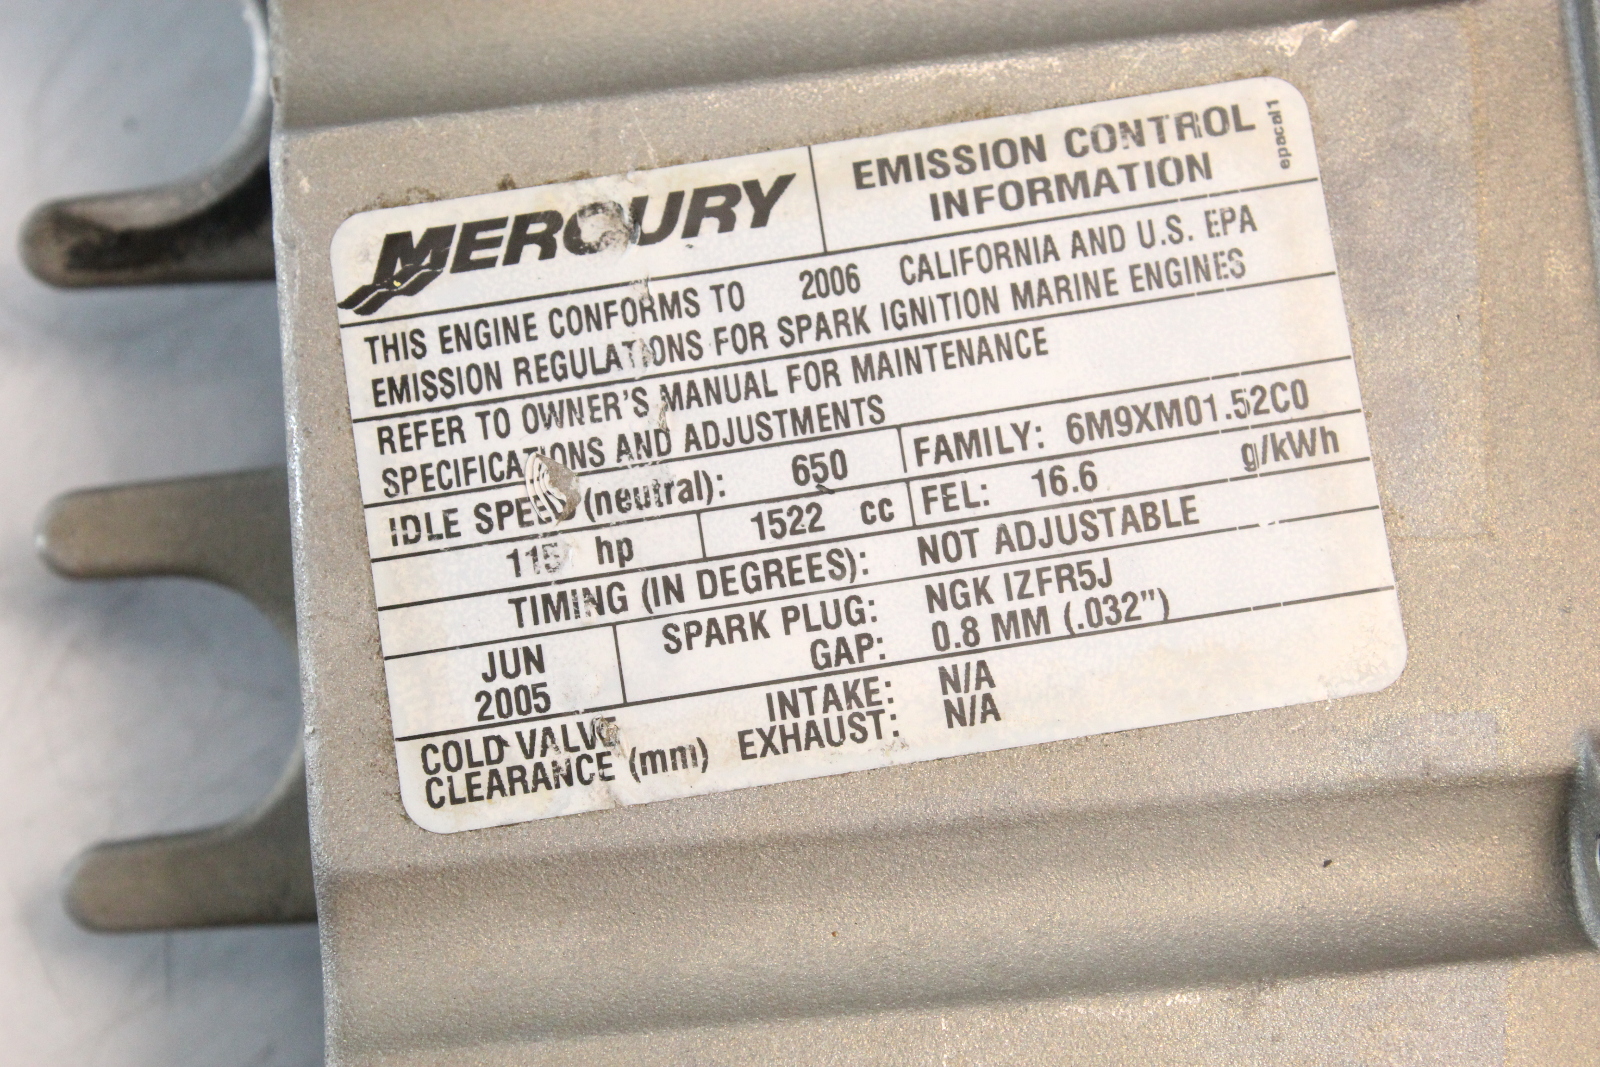 MERCURY
EMISSION CONTROL
INFORMATION
epacal1
THIS ENGINE CONFORMS TO 2006 CALIFORNIA AND U.S. EPA
EMISSION REGULATIONS FOR SPARK IGNITION MARINE ENGINES
REFER TO OWNER'S MANUAL FOR MAINTENANCE
SPECIFICATIONS AND ADJUSTMENTS
IDLE SPEED (neutral): 650 FAMILY: 6M9XM01.52C0
115 hp 1522 cc FEL: 16.6 g/kWh
TIMING (IN DEGREES): NOT ADJUSTABLE
JUN
2005
SPARK PLUG: NGK IZFR5J
GAP: 0.8 MM (.032")
COLD VALVE
CLEARANCE (mm)
INTAKE: N/A
EXHAUST: N/A